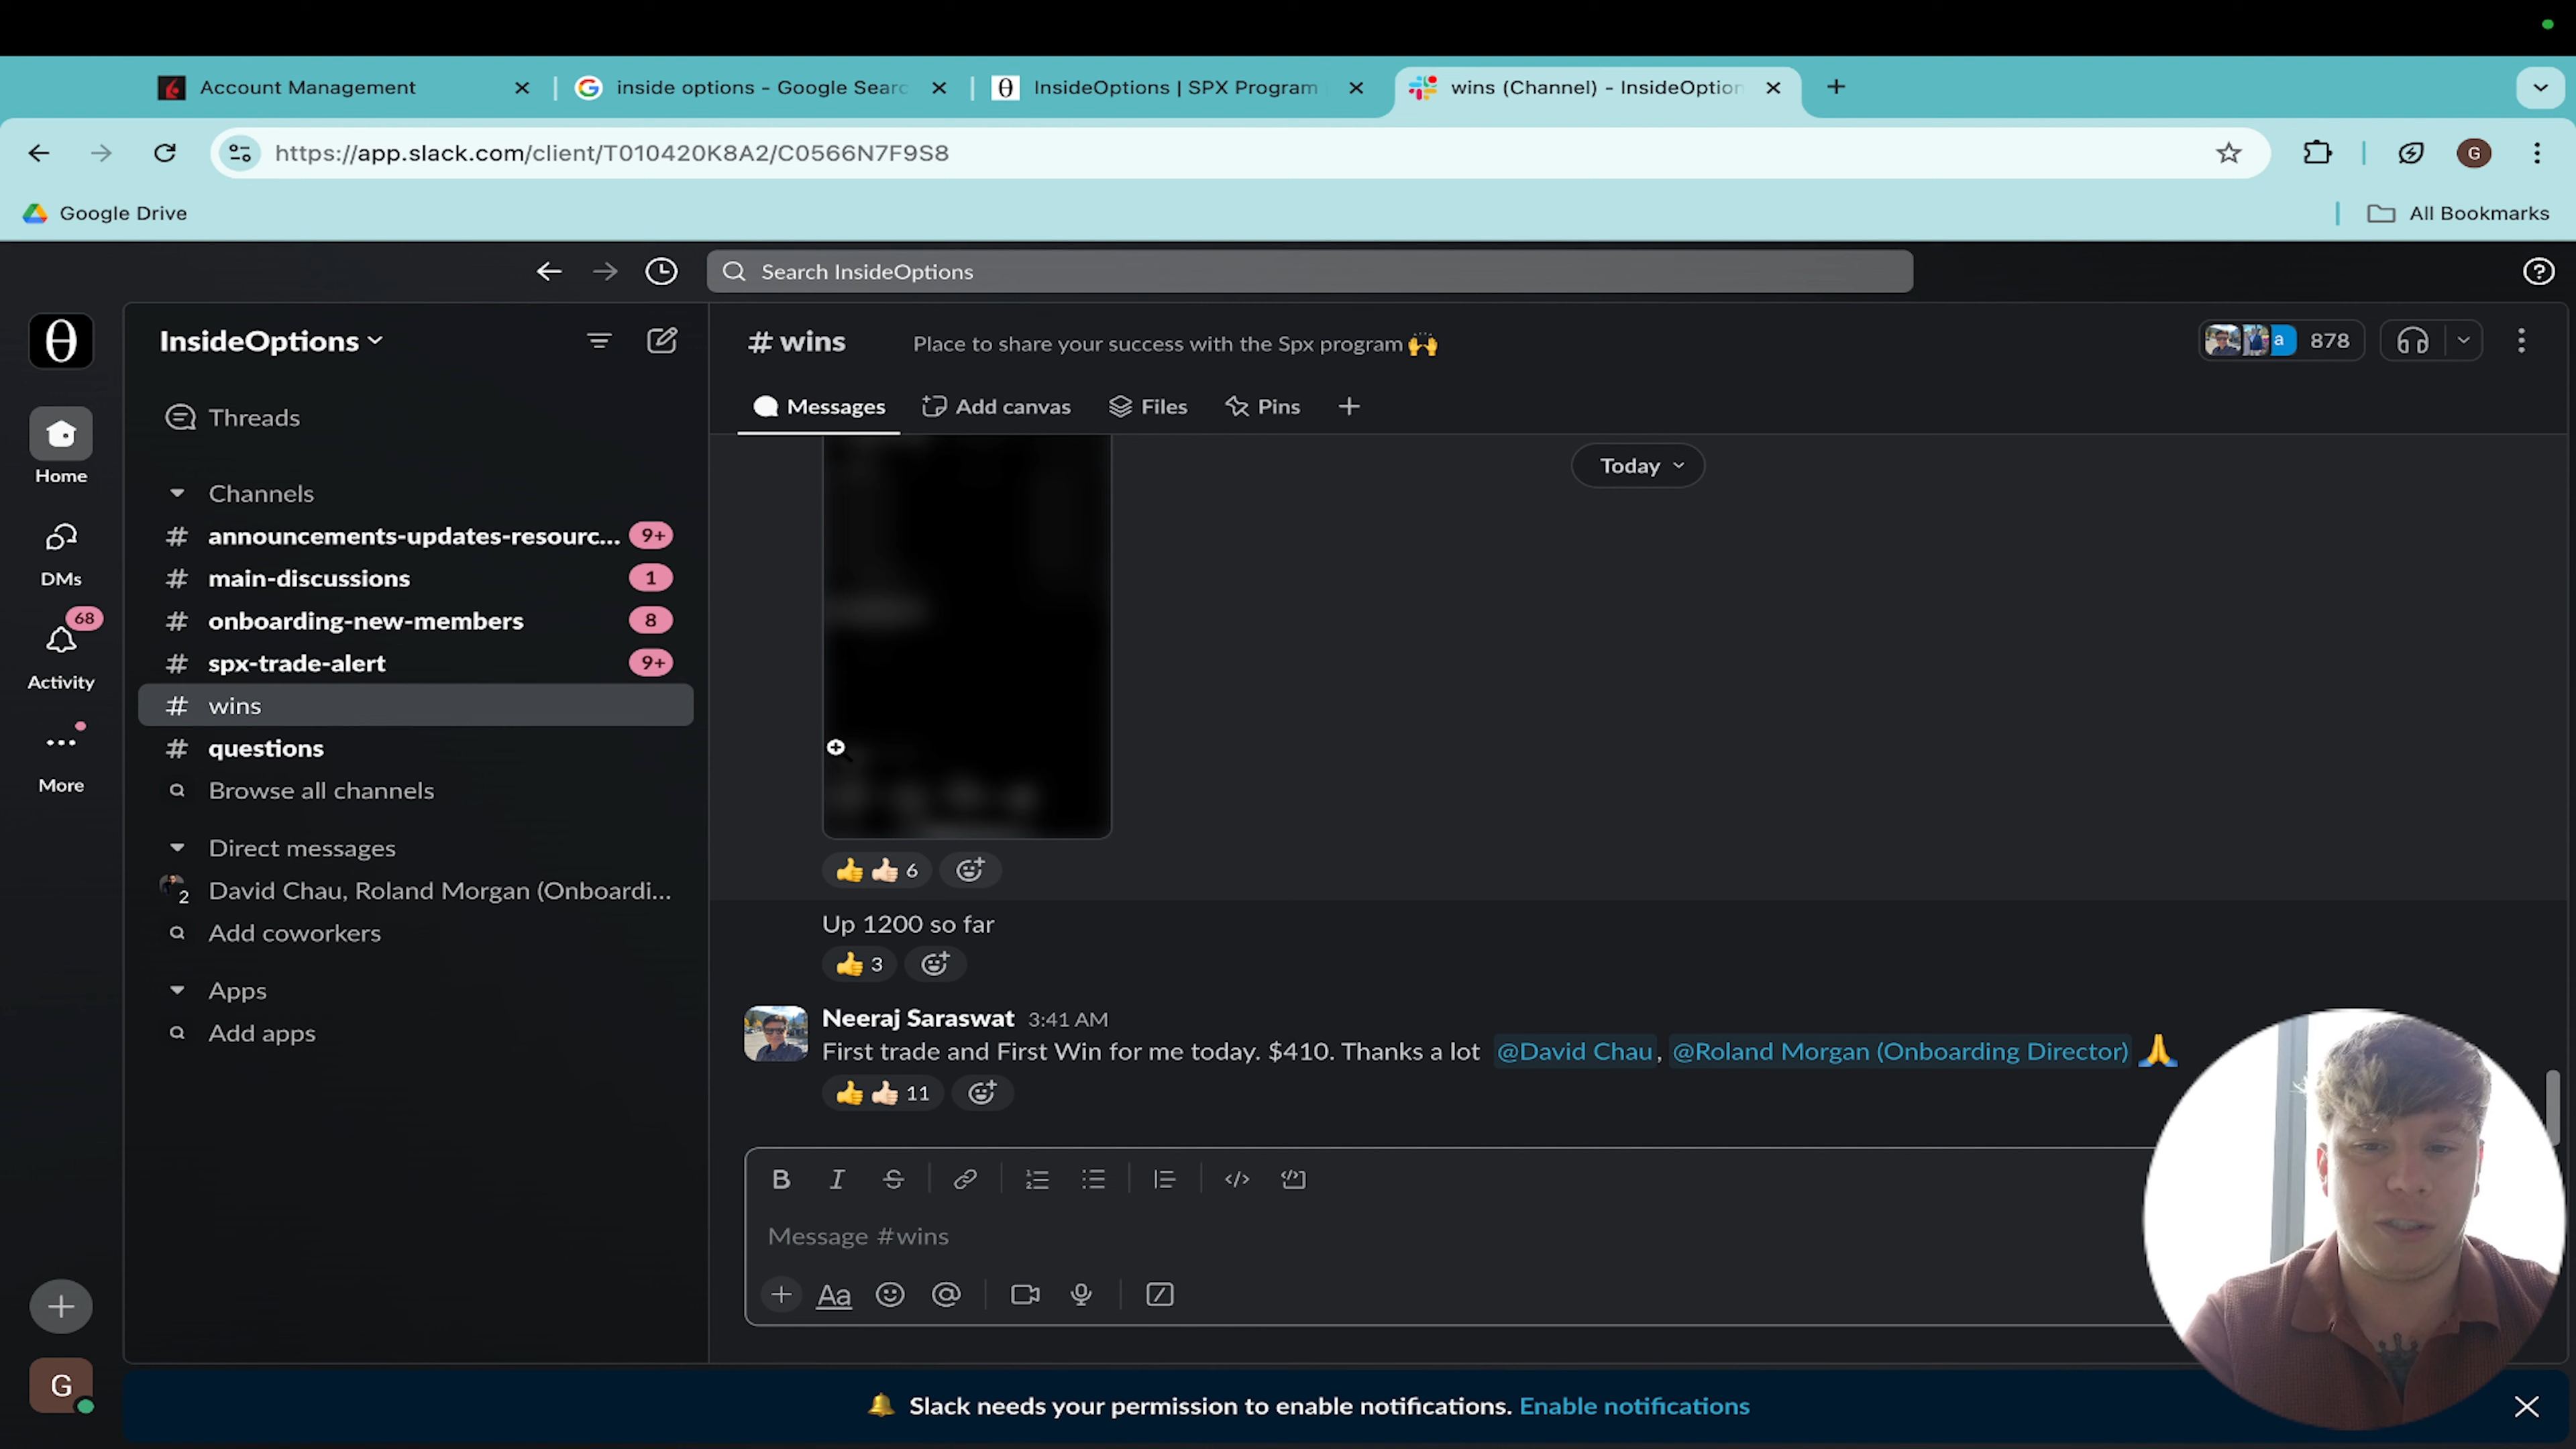 Account Management
inside options - Google Searc
InsideOptions | SPX Program
wins (Channel) - InsideOption
https://app.slack.com/client/T010420K8A2/C0566N7F9S8
G
Google Drive
All Bookmarks
Search InsideOptions
θ
InsideOptions
# wins
Place to share your success with the Spx program 🙌
a
878
Messages
Add canvas
Files
Pins
Today
Home
DMs
68
Activity
More
Threads
Channels
# announcements-updates-resourc... 9+
# main-discussions 1
# onboarding-new-members 8
# spx-trade-alert 9+
# wins
# questions
Browse all channels
Direct messages
2 David Chau, Roland Morgan (Onboardi...
Add coworkers
Apps
Add apps
👍 👍🏻 6
Up 1200 so far
👍 3
Neeraj Saraswat 3:41 AM
First trade and First Win for me today. $410. Thanks a lot @David Chau, @Roland Morgan (Onboarding Director) 🙏
👍 👍🏻 11
B I S
Message #wins
Aa
G
🔔 Slack needs your permission to enable notifications. Enable notifications